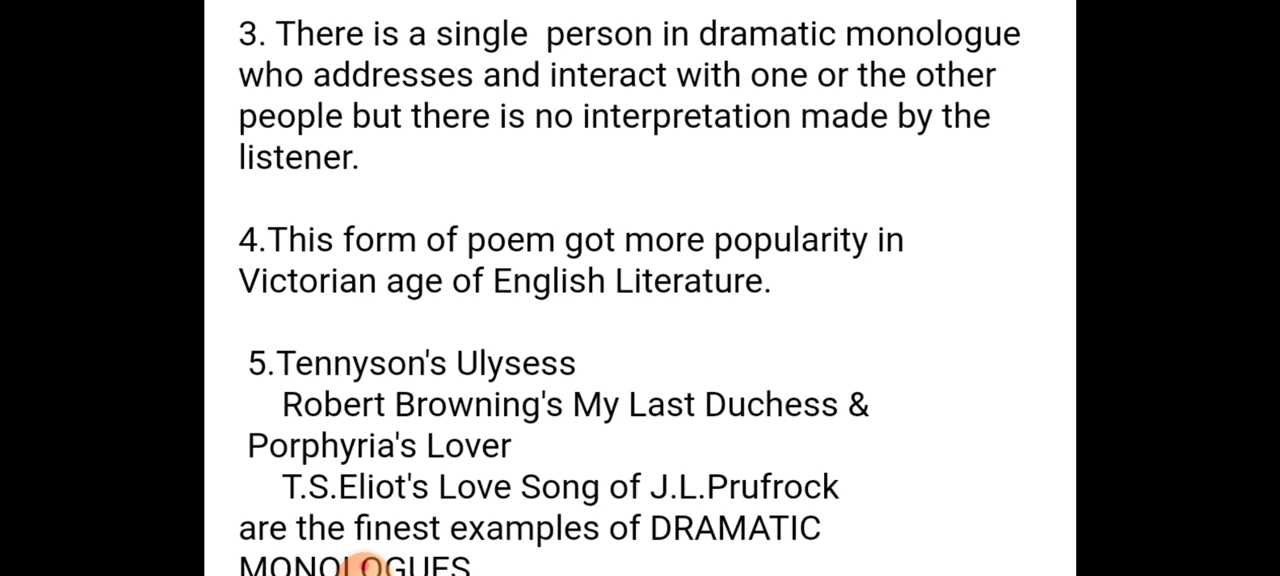 3. There is a single  person in dramatic monologue
who addresses and interact with one or the other
people but there is no interpretation made by the
listener.
4.This form of poem got more popularity in
Victorian age of English Literature.
5.Tennyson's Ulysess
Robert Browning's My Last Duchess &
Porphyria's Lover
T.S.Eliot's Love Song of J.L.Prufrock
are the finest examples of DRAMATIC
MONOLOGUES